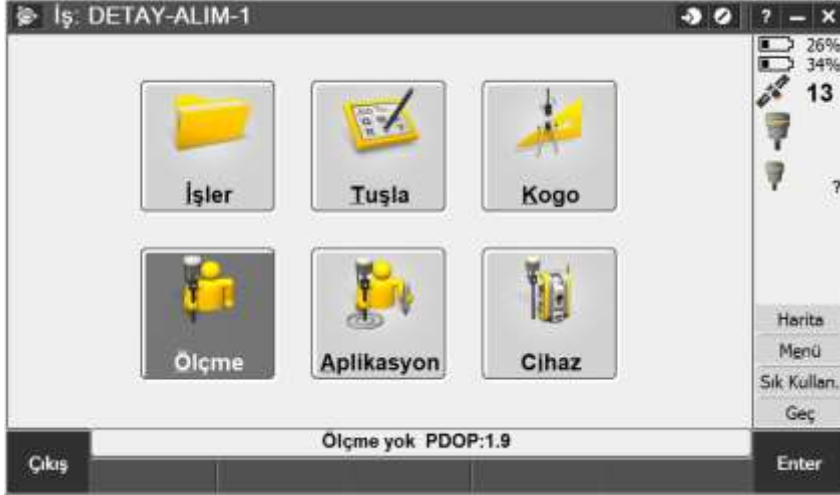 İş: DETAY-ALIM-1
? – X
26%
34%
13
?
İşler
Tuşla
Kogo
Ölçme
Aplikasyon
Cihaz
Harita
Menü
Sık Kullan.
Geç
Ölçme yok PDOP:1.9
Çıkış
Enter